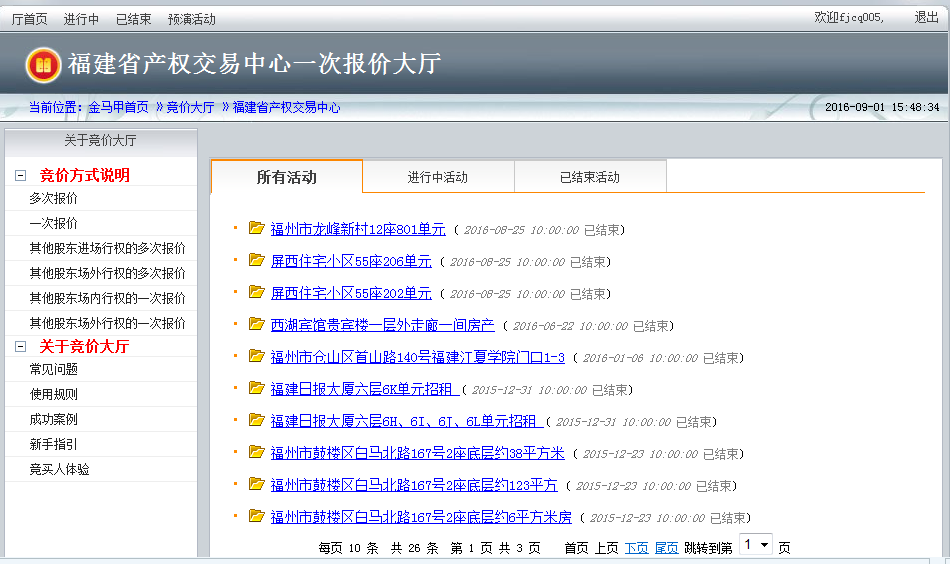 厅首页 进行中 已结束 预演活动 欢迎fjcq005, 退出
福建省产权交易中心一次报价大厅
当前位置：金马甲首页 » 竞价大厅 » 福建省产权交易中心 2016-09-01 15:48:34
关于竞价大厅
竞价方式说明
多次报价
一次报价
其他股东进场行权的多次报价
其他股东场外行权的多次报价
其他股东场内行权的一次报价
其他股东场外行权的一次报价
关于竞价大厅
常见问题
使用规则
成功案例
新手指引
竞买人体验
所有活动 进行中活动 已结束活动
福州市龙峰新村12座801单元 ( 2016-08-25 10:00:00 已结束)
屏西住宅小区55座206单元 ( 2016-08-25 10:00:00 已结束)
屏西住宅小区55座202单元 ( 2016-08-25 10:00:00 已结束)
西湖宾馆贵宾楼一层外走廊一间房产 ( 2016-06-22 10:00:00 已结束)
福州市仓山区首山路140号福建江夏学院门口1-3 ( 2016-01-06 10:00:00 已结束)
福建日报大厦六层6K单元招租 ( 2015-12-31 10:00:00 已结束)
福建日报大厦六层6H、6I、6J、6L单元招租 ( 2015-12-31 10:00:00 已结束)
福州市鼓楼区白马北路167号2座底层约38平方米 ( 2015-12-23 10:00:00 已结束)
福州市鼓楼区白马北路167号2座底层约123平方 ( 2015-12-23 10:00:00 已结束)
福州市鼓楼区白马北路167号2座底层约6平方米房 ( 2015-12-23 10:00:00 已结束)
每页 10 条 共 26 条 第 1 页 共 3 页 首页 上页 下页 尾页 跳转到第 1 页